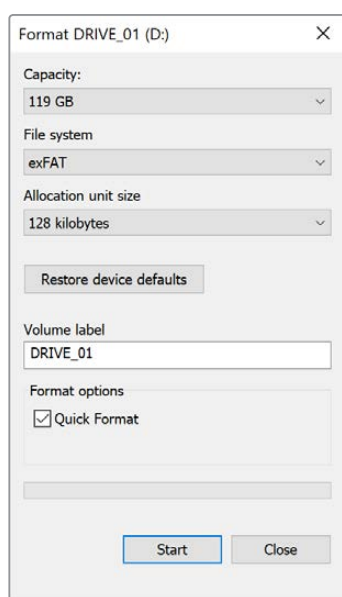 Format DRIVE_01 (D:)
Capacity:
119 GB
File system
exFAT
Allocation unit size
128 kilobytes
Restore device defaults
Volume label
DRIVE_01
Format options
Quick Format
Start Close